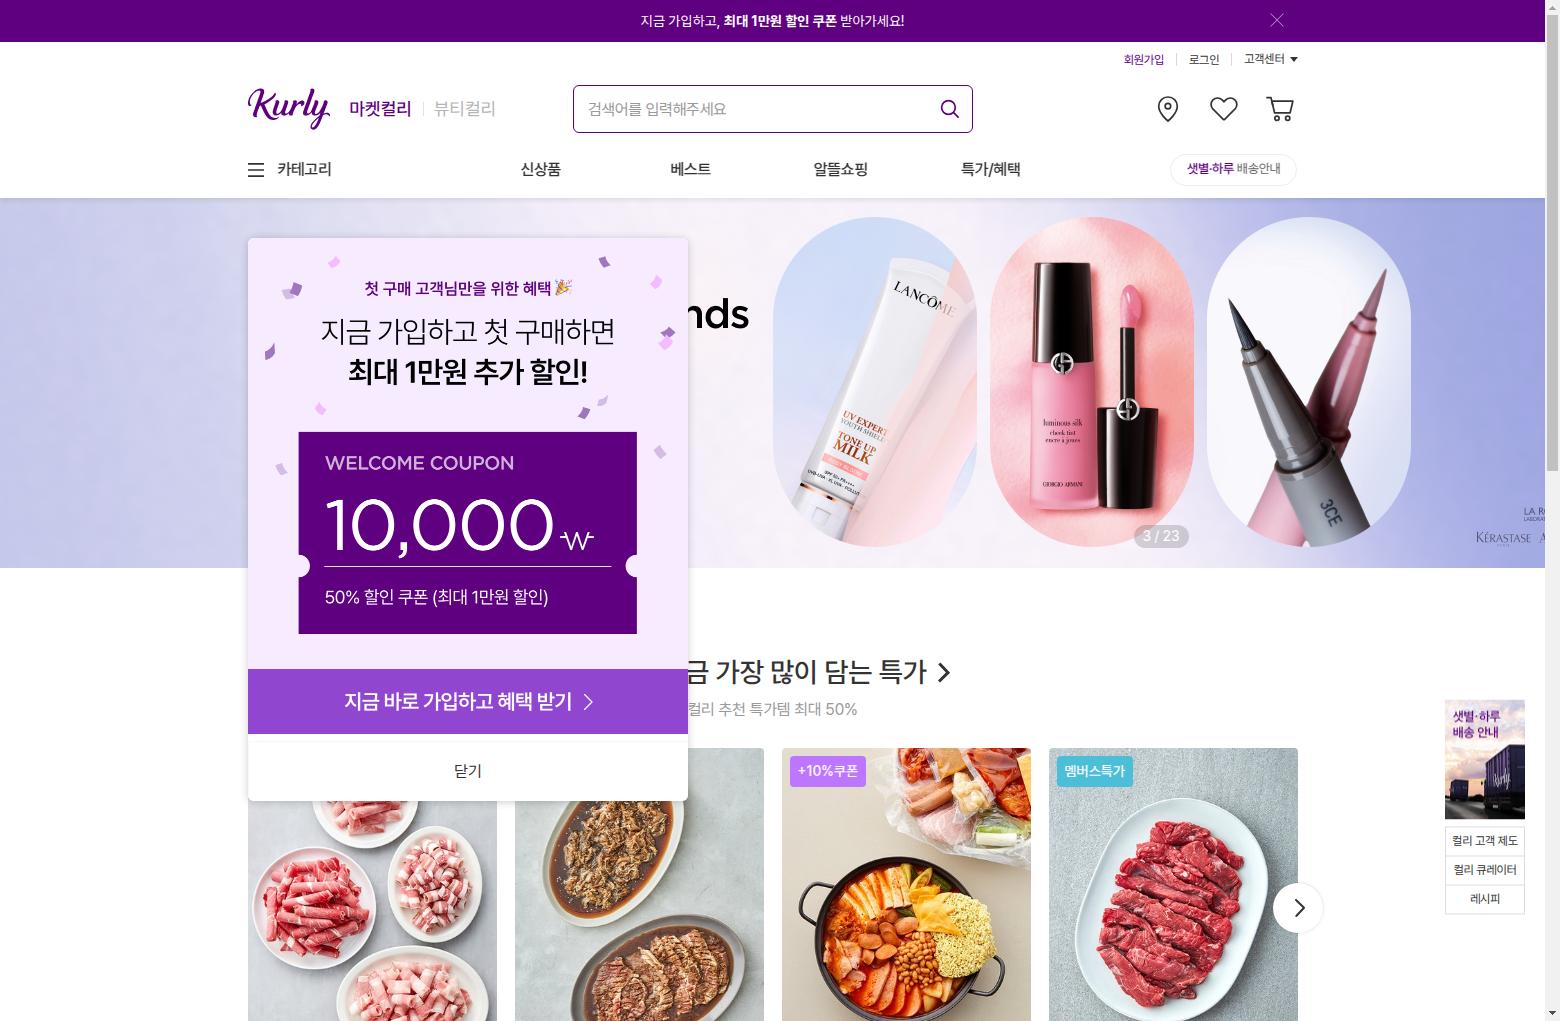 지금 가입하고, 최대 1만원 할인 쿠폰 받아가세요!
회원가입
로그인
고객센터
Kurly
마켓컬리
뷰티컬리
검색어를 입력해주세요
카테고리
신상품
베스트
알뜰쇼핑
특가/혜택
샛별·하루 배송안내
첫 구매 고객님만을 위한 혜택
지금 가입하고 첫 구매하면
최대 1만원 추가 할인!
WELCOME COUPON
10,000₩
50% 할인 쿠폰 (최대 1만원 할인)
지금 바로 가입하고 혜택 받기
닫기
nds
LANCÔME
UV EXPERT
YOUTH SHIELD
TONE UP
MILK
luminous silk
cheek tint
encre à joues
GIORGIO ARMANI
3CE
3 / 23
LA RO
KÉRASTASE
A
금 가장 많이 담는 특가
컬리 추천 특가템 최대 50%
+10%쿠폰
멤버스특가
샛별·하루
배송 안내
Kurly
컬리 고객 제도
컬리 큐레이터
레시피